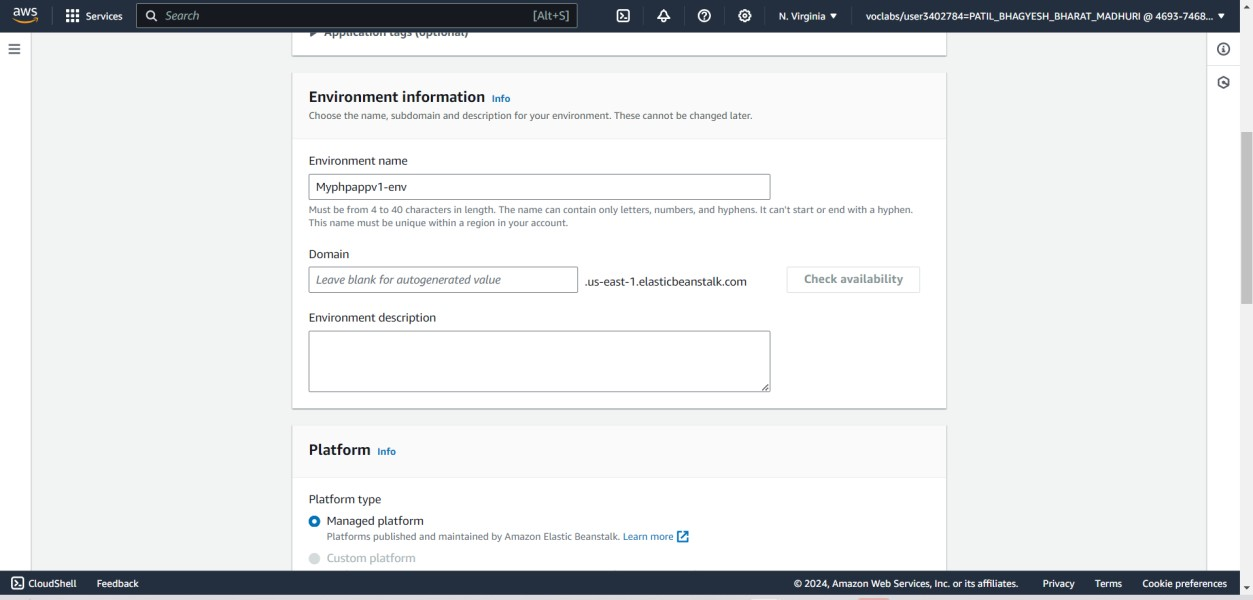 aws Services Search [Alt+S] N. Virginia ▼ voclabs/user3402784=PATIL_BHAGYESH_BHARAT_MADHURI @ 4693-7468... ▼
Application tags (optional)
Environment information Info
Choose the name, subdomain and description for your environment. These cannot be changed later.
Environment name
Myphpappv1-env
Must be from 4 to 40 characters in length. The name can contain only letters, numbers, and hyphens. It can't start or end with a hyphen.
This name must be unique within a region in your account.
Domain
Leave blank for autogenerated value .us-east-1.elasticbeanstalk.com Check availability
Environment description
Platform Info
Platform type
Managed platform
Platforms published and maintained by Amazon Elastic Beanstalk. Learn more
Custom platform
CloudShell Feedback © 2024, Amazon Web Services, Inc. or its affiliates. Privacy Terms Cookie preferences